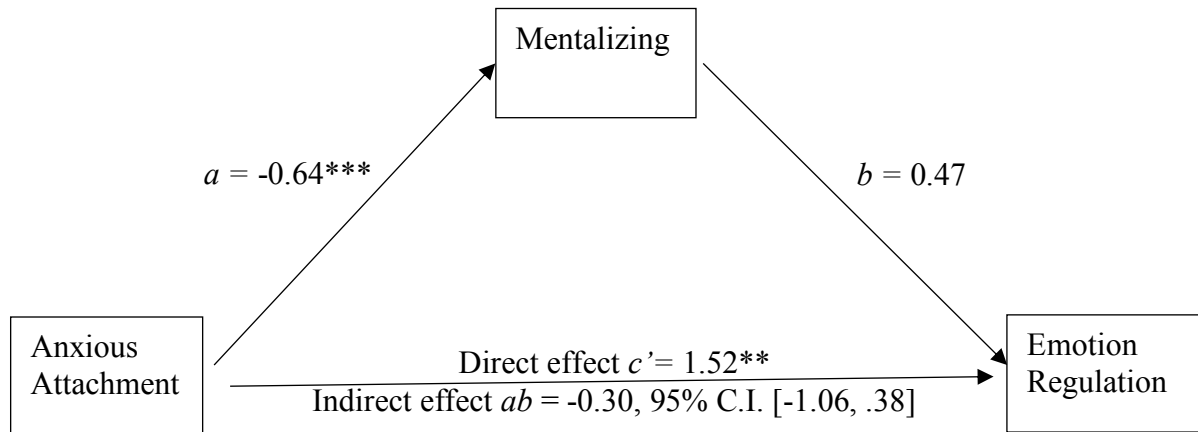 Mentalizing
a = -0.64***
b = 0.47
Anxious
Attachment
Direct effect c’= 1.52**
Indirect effect ab = -0.30, 95% C.I. [-1.06, .38]
Emotion
Regulation